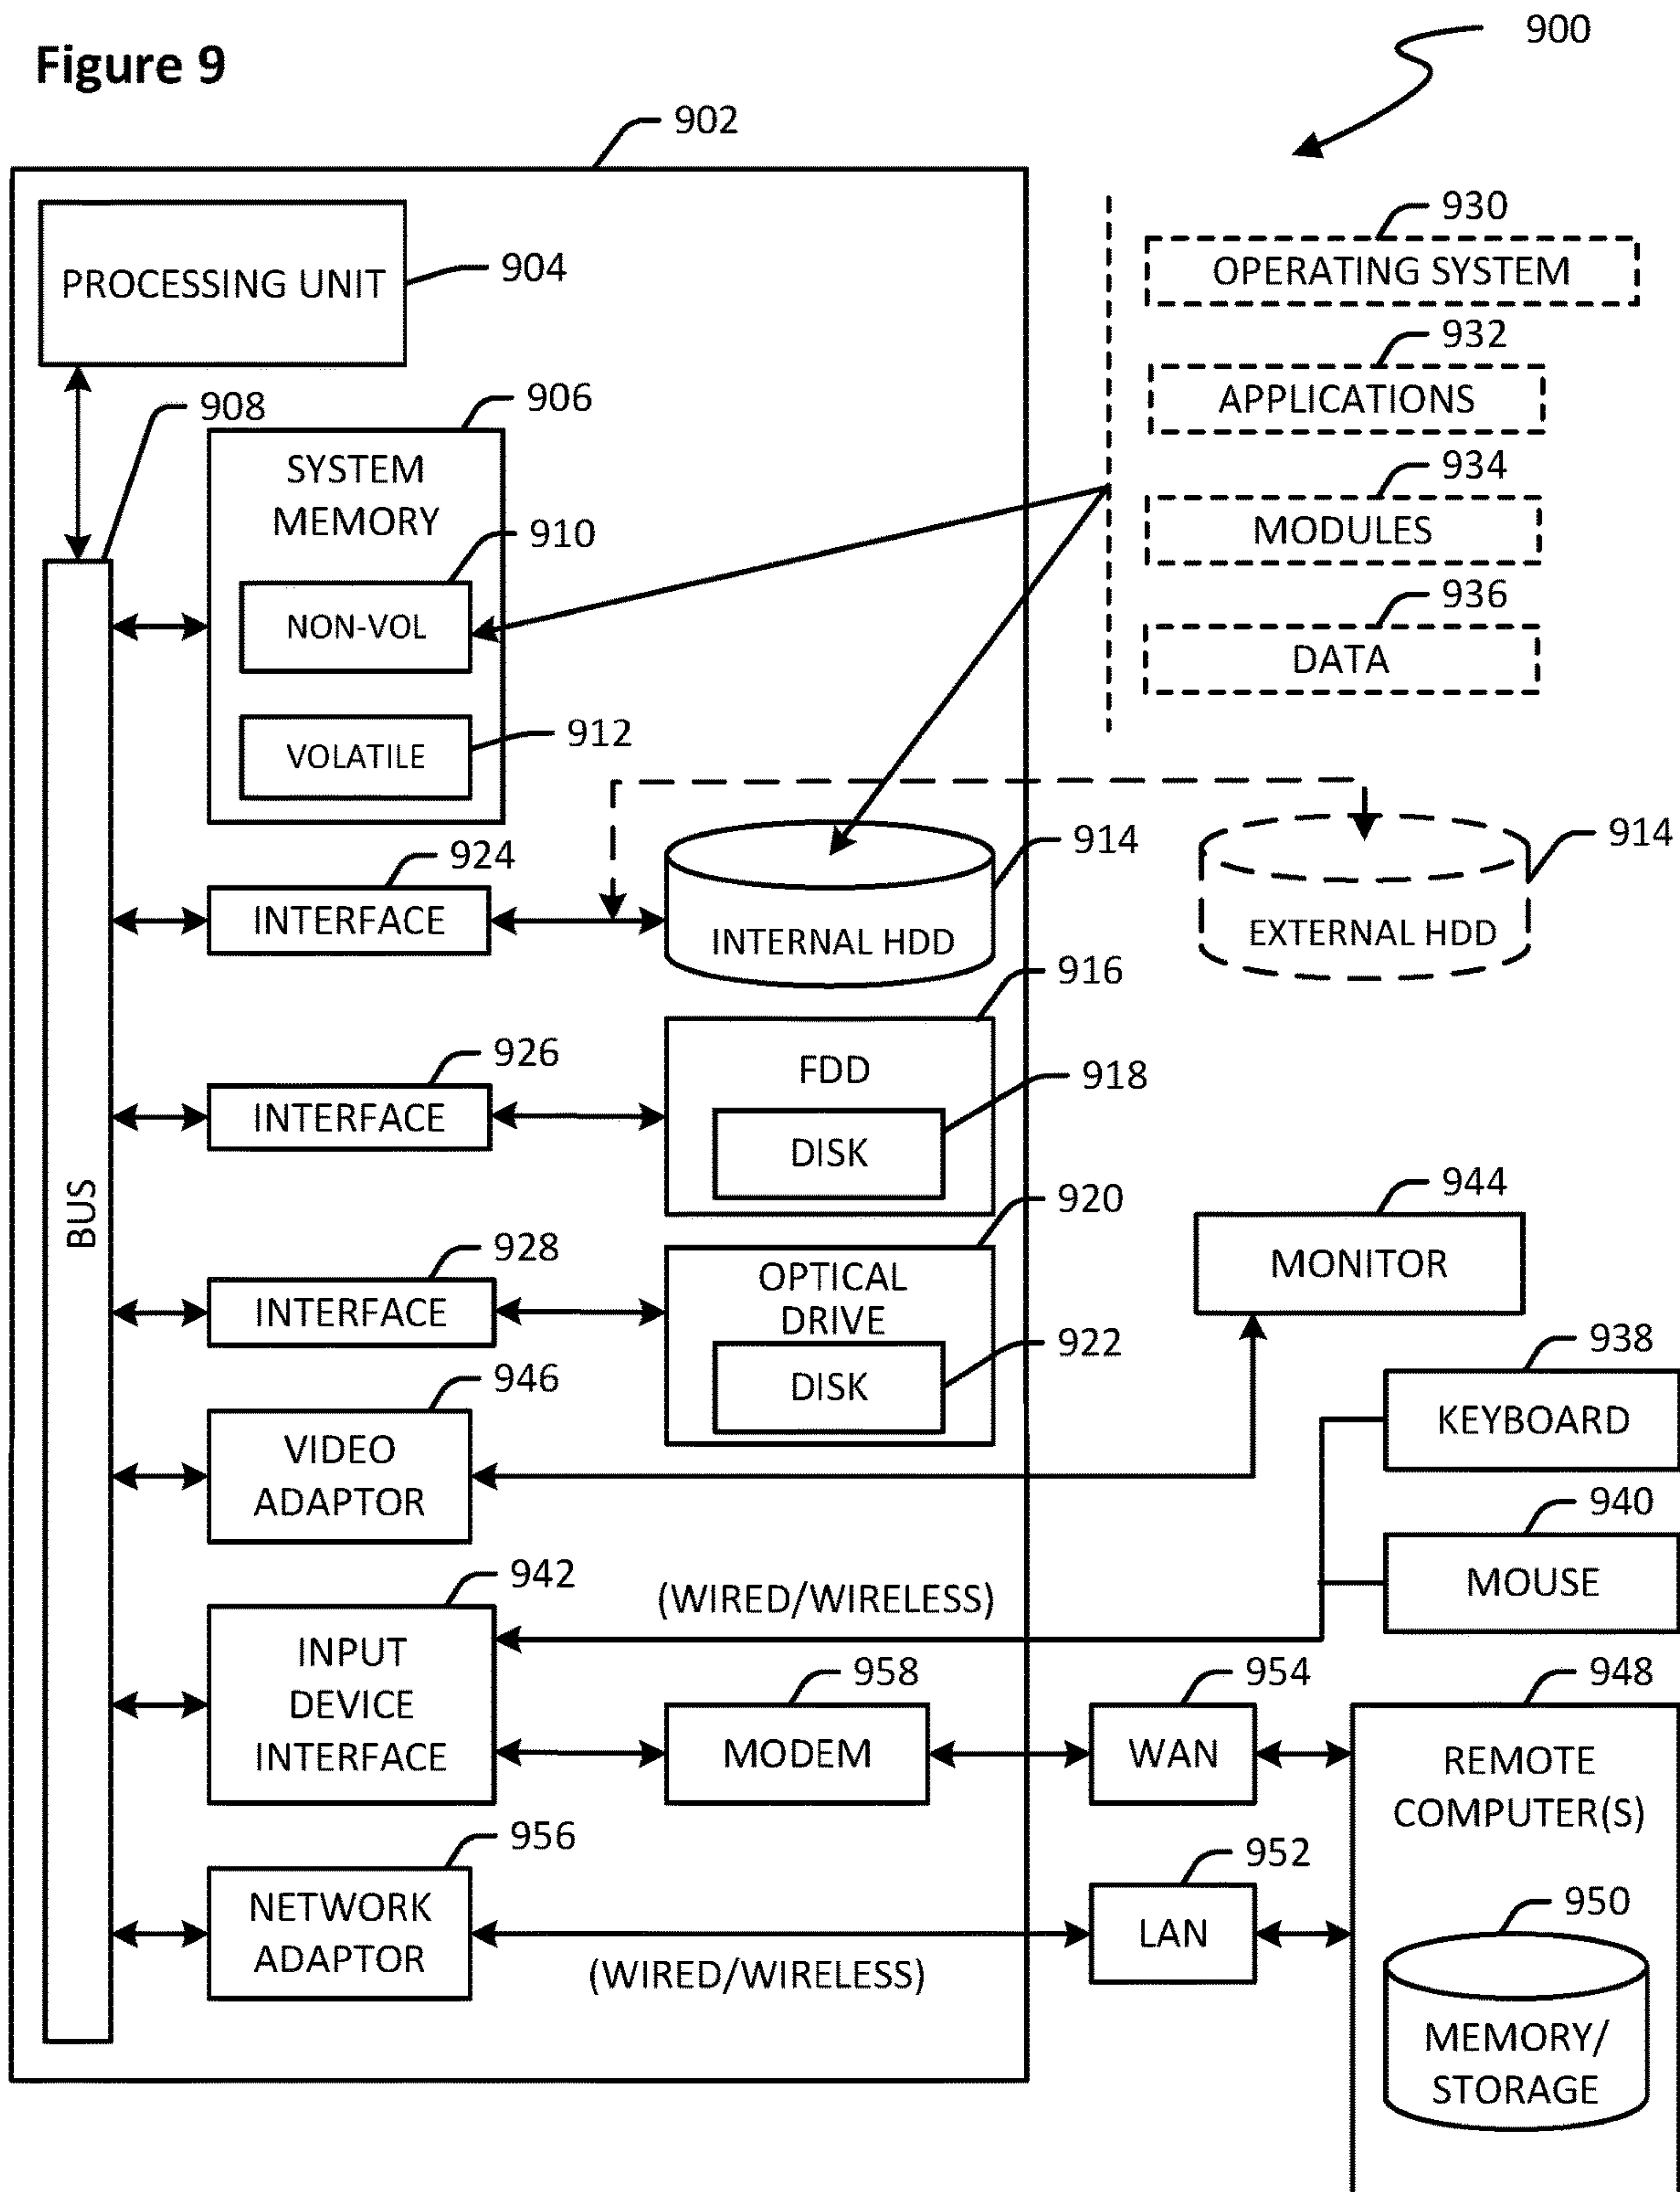 Figure 9
900
902
930
OPERATING SYSTEM
PROCESSING UNIT
904
932
APPLICATIONS
906
908
SYSTEM
MEMORY
934
MODULES
910
NON-VOL
936
DATA
912
VOLATILE
914
INTERNAL HDD
914
EXTERNAL HDD
924
INTERFACE
916
FDD
918
DISK
926
INTERFACE
BUS
920
OPTICAL
DRIVE
922
DISK
928
INTERFACE
944
MONITOR
938
KEYBOARD
946
VIDEO
ADAPTOR
940
MOUSE
942
INPUT
DEVICE
INTERFACE
(WIRED/WIRELESS)
958
MODEM
954
WAN
948
REMOTE
COMPUTER(S)
956
NETWORK
ADAPTOR
(WIRED/WIRELESS)
952
LAN
950
MEMORY/
STORAGE